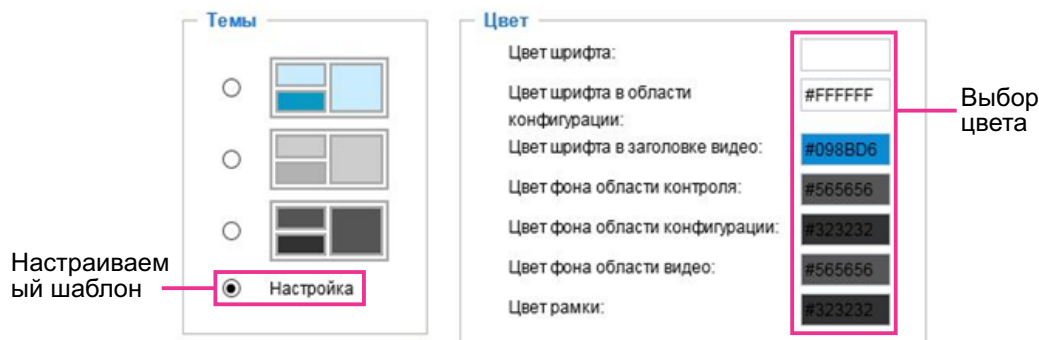 Темы
Настройка
Настраиваем
ый шаблон
Цвет
Цвет шрифта:
Цвет шрифта в области
конфигурации:
#FFFFFF
Цвет шрифта в заголовке видео:
#098BD6
Цвет фона области контроля:
#565656
Цвет фона области конфигурации:
#323232
Цвет фона области видео:
#565656
Цвет рамки:
#323232
Выбор
цвета